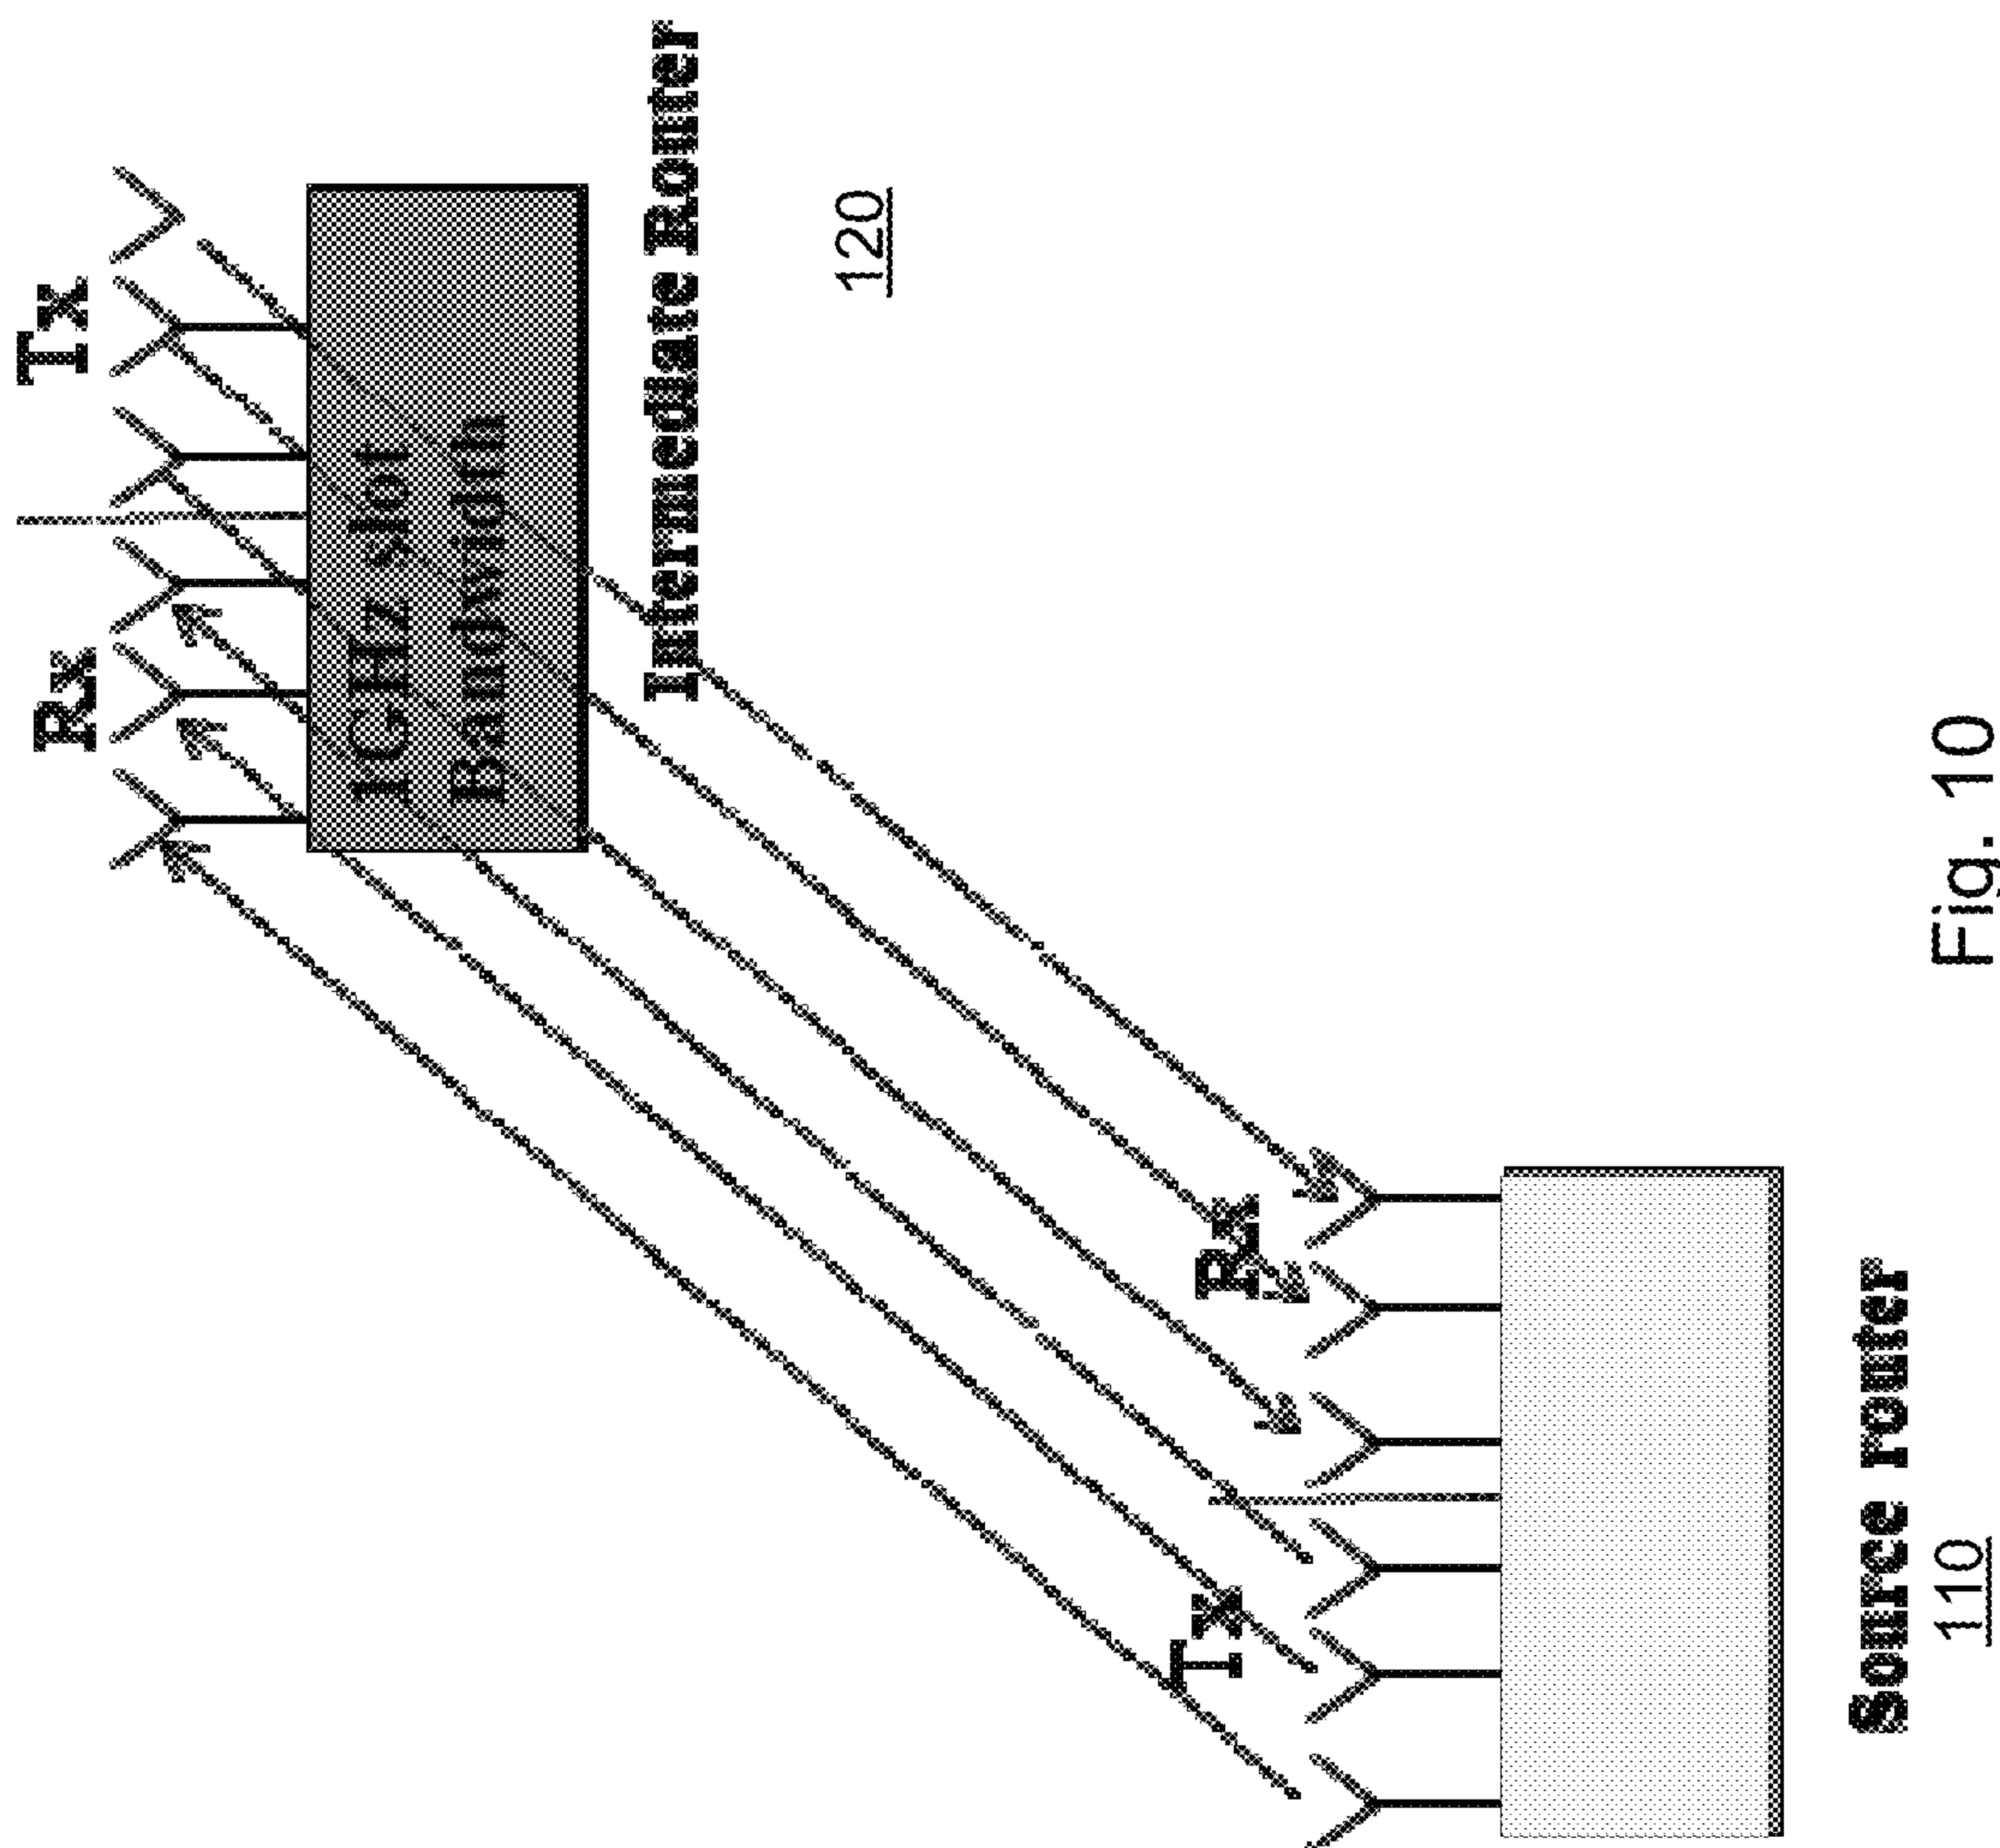 Tx
Rx
1GHz slot
Bandwidth
Intermediate Router
120
Rx
Tx
Source router
110
Fig. 10